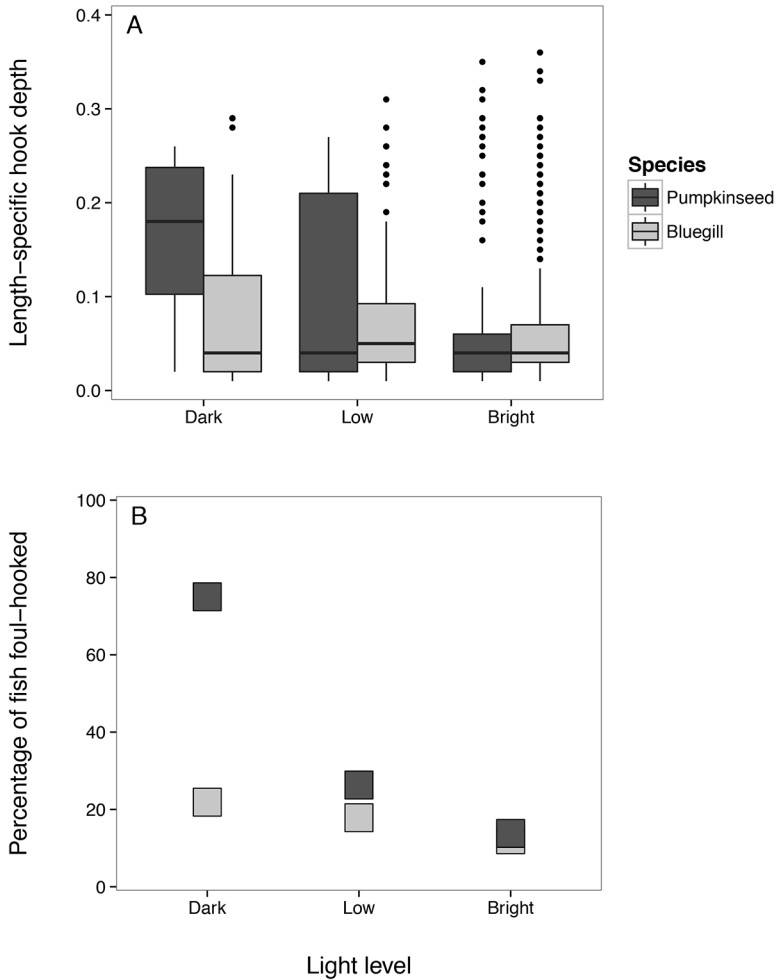 A
Length−specific hook depth
0.4
0.3
0.2
0.1
0.0
Dark Low Bright
Species
Pumpkinseed
Bluegill
B
Percentage of fish foul−hooked
100
80
60
40
20
0
Dark Low Bright
Light level